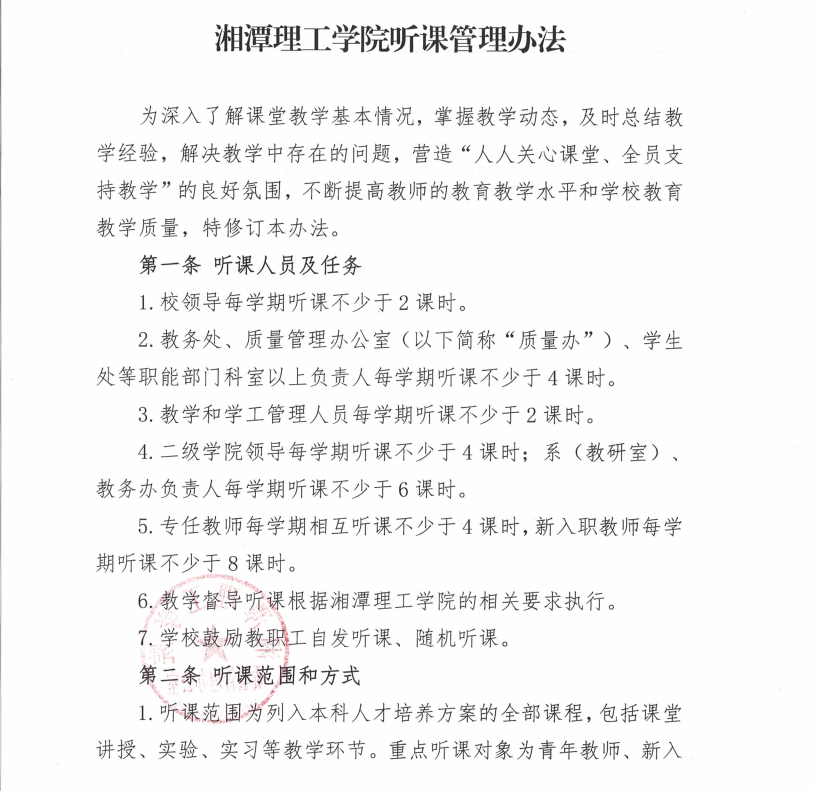 湘潭理工学院听课管理办法
为深入了解课堂教学基本情况，掌握教学动态，及时总结教
学经验，解决教学中存在的问题，营造“人人关心课堂、全员支
持教学”的良好氛围，不断提高教师的教育教学水平和学校教育
教学质量，特修订本办法。
第一条 听课人员及任务
1.校领导每学期听课不少于2课时。
2.教务处、质量管理办公室（以下简称“质量办”）、学生
处等职能部门科室以上负责人每学期听课不少于4课时。
3.教学和学工管理人员每学期听课不少于2课时。
4.二级学院领导每学期听课不少于4课时；系（教研室）、
教务办负责人每学期听课不少于6课时。
5.专任教师每学期相互听课不少于4课时，新入职教师每学
期听课不少于8课时。
6.教学督导听课根据湘潭理工学院的相关要求执行。
7.学校鼓励教职工自发听课、随机听课。
第二条 听课范围和方式
1.听课范围为列入本科人才培养方案的全部课程，包括课堂
讲授、实验、实习等教学环节。重点听课对象为青年教师、新入